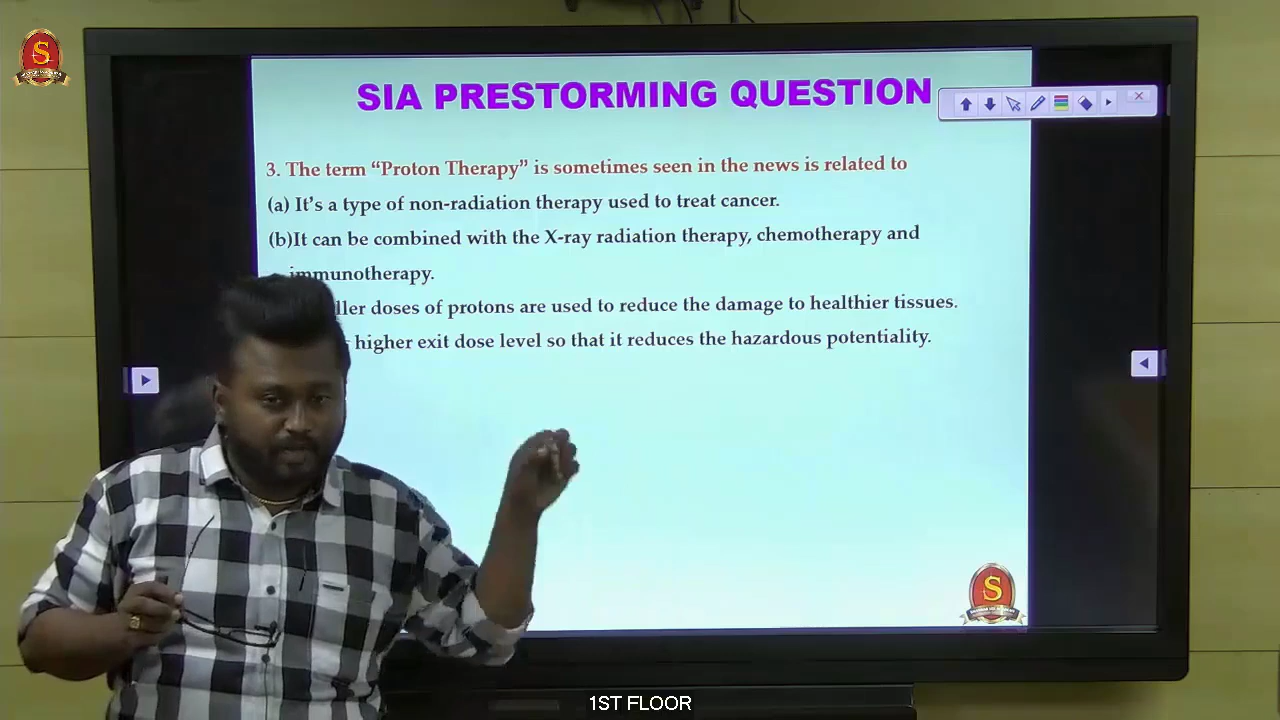 S
SIA PRESTORMING QUESTION
3. The term “Proton Therapy” is sometimes seen in the news is related to
(a) It’s a type of non-radiation therapy used to treat cancer.
(b)It can be combined with the X-ray radiation therapy, chemotherapy and
immunotherapy.
ller doses of protons are used to reduce the damage to healthier tissues.
higher exit dose level so that it reduces the hazardous potentiality.
S
1ST FLOOR